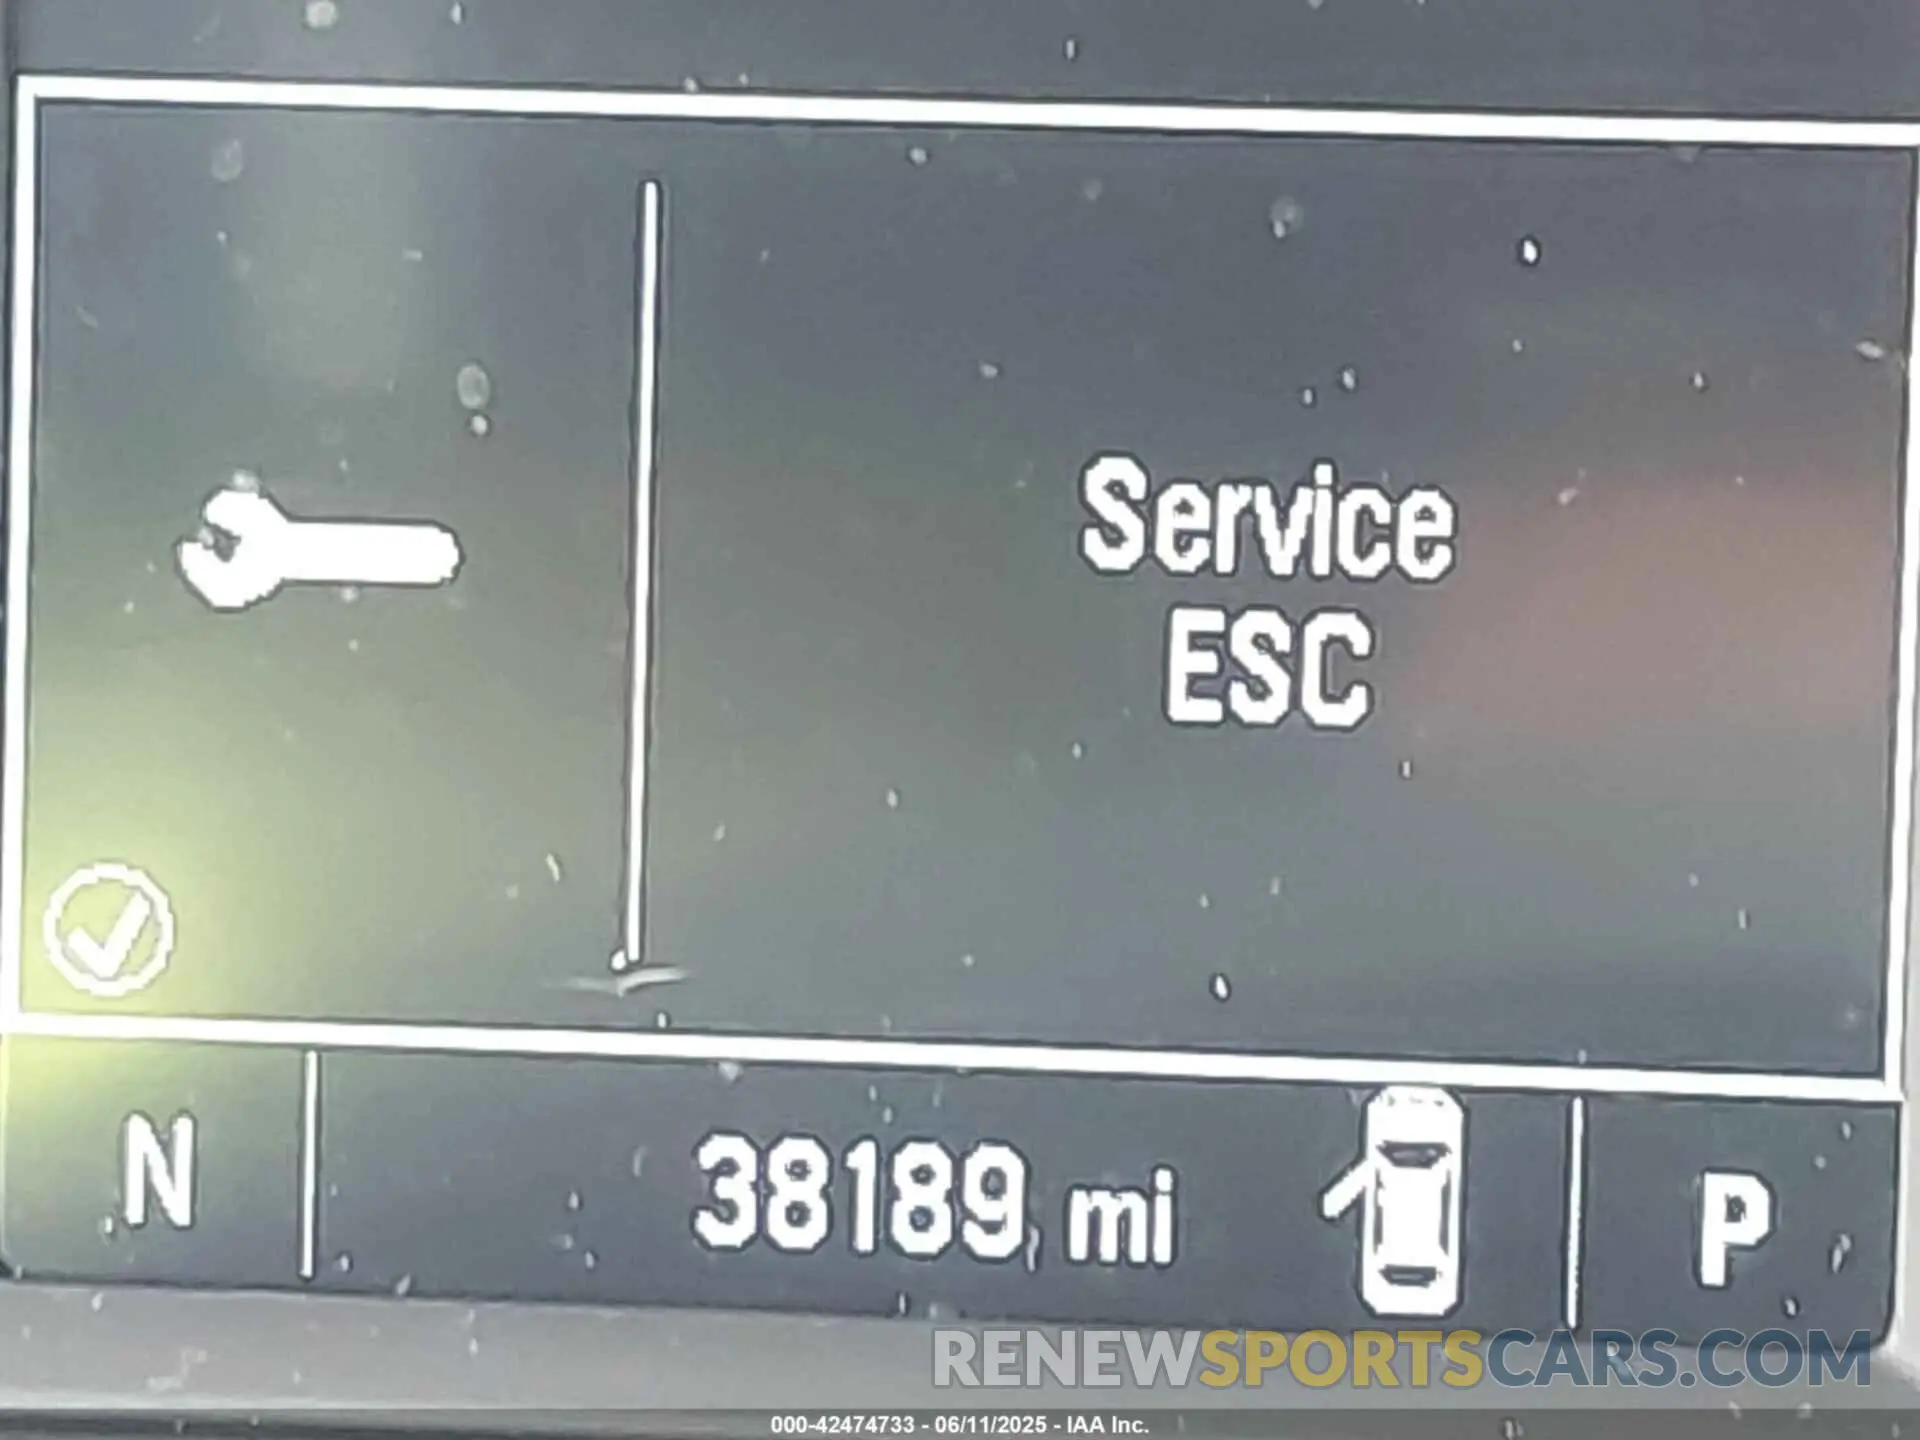 Service
ESC
N 38189 mi P
RENEWSPORTSCARS.COM
000-42474733 - 06/11/2025 - IAA Inc.